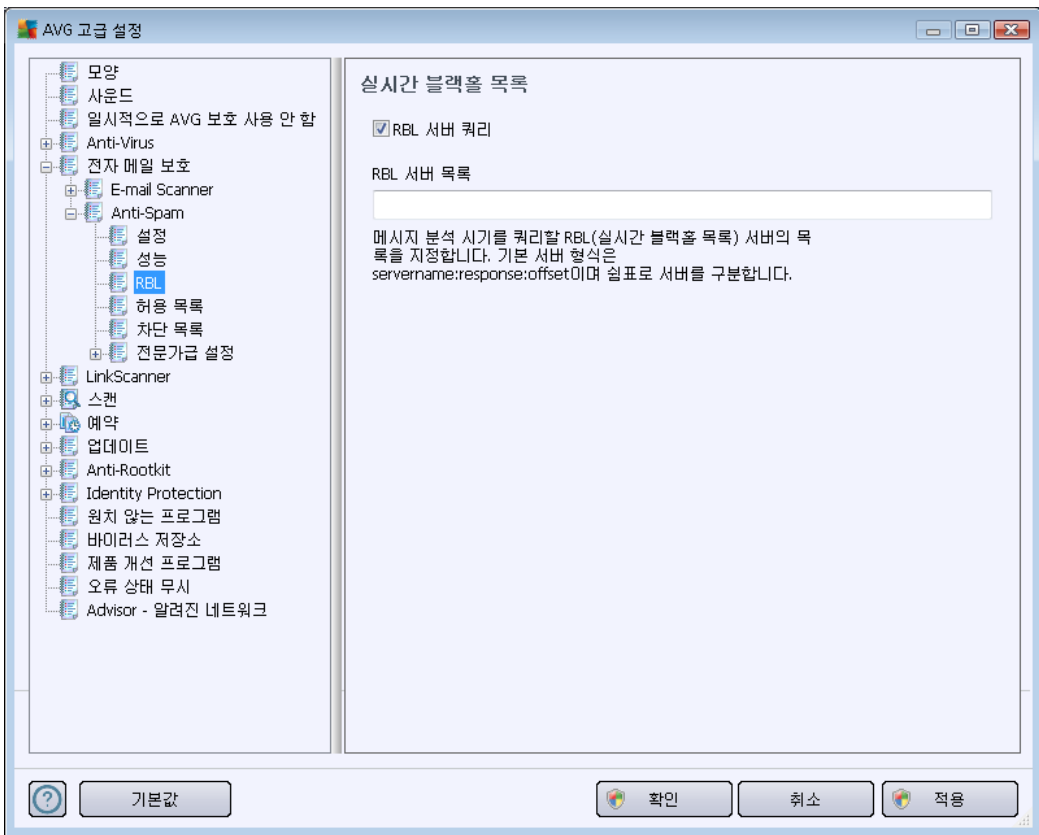 AVG 고급 설정
모양
사운드
일시적으로 AVG 보호 사용 안 함
Anti-Virus
전자 메일 보호
E-mail Scanner
Anti-Spam
설정
성능
RBL
허용 목록
차단 목록
전문가급 설정
LinkScanner
스캔
예약
업데이트
Anti-Rootkit
Identity Protection
원치 않는 프로그램
바이러스 저장소
제품 개선 프로그램
오류 상태 무시
Advisor - 알려진 네트워크
실시간 블랙홀 목록
RBL 서버 쿼리
RBL 서버 목록
메시지 분석 시기를 쿼리할 RBL(실시간 블랙홀 목록) 서버의 목
록을 지정합니다. 기본 서버 형식은
servername:response:offset이며 쉼표로 서버를 구분합니다.
기본값
확인
취소
적용